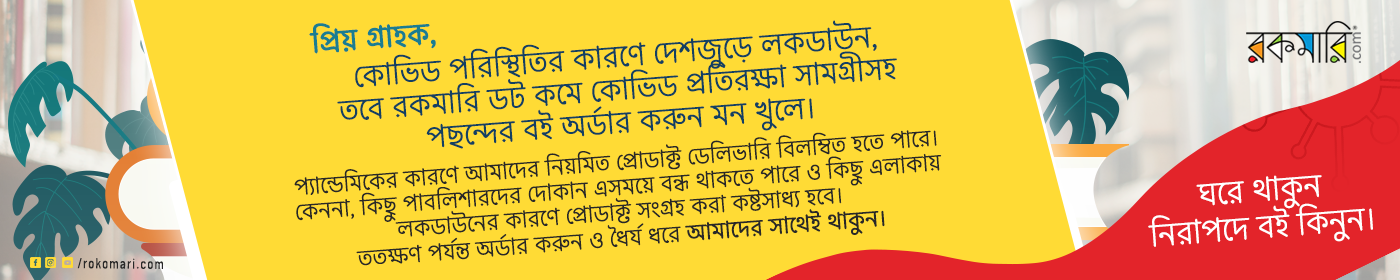 প্রিয় গ্রাহক,
কোভিড পরিস্থিতির কারণে দেশজুড়ে লকডাউন,
তবে রকমারি ডট কমে কোভিড প্রতিরক্ষা সামগ্রীসহ
পছন্দের বই অর্ডার করুন মন খুলে।
প্যান্ডেমিকের কারণে আমাদের নিয়মিত প্রোডাক্ট ডেলিভারি বিলম্বিত হতে পারে।
কেননা, কিছু পাবলিশারদের দোকান এসময়ে বন্ধ থাকতে পারে ও কিছু এলাকায়
লকডাউনের কারণে প্রোডাক্ট সংগ্রহ করা কষ্টসাধ্য হবে।
ততক্ষণ পর্যন্ত অর্ডার করুন ও ধৈর্য ধরে আমাদের সাথেই থাকুন।
রকমারি.com
ঘরে থাকুন
নিরাপদে বই কিনুন।
/rokomari.com